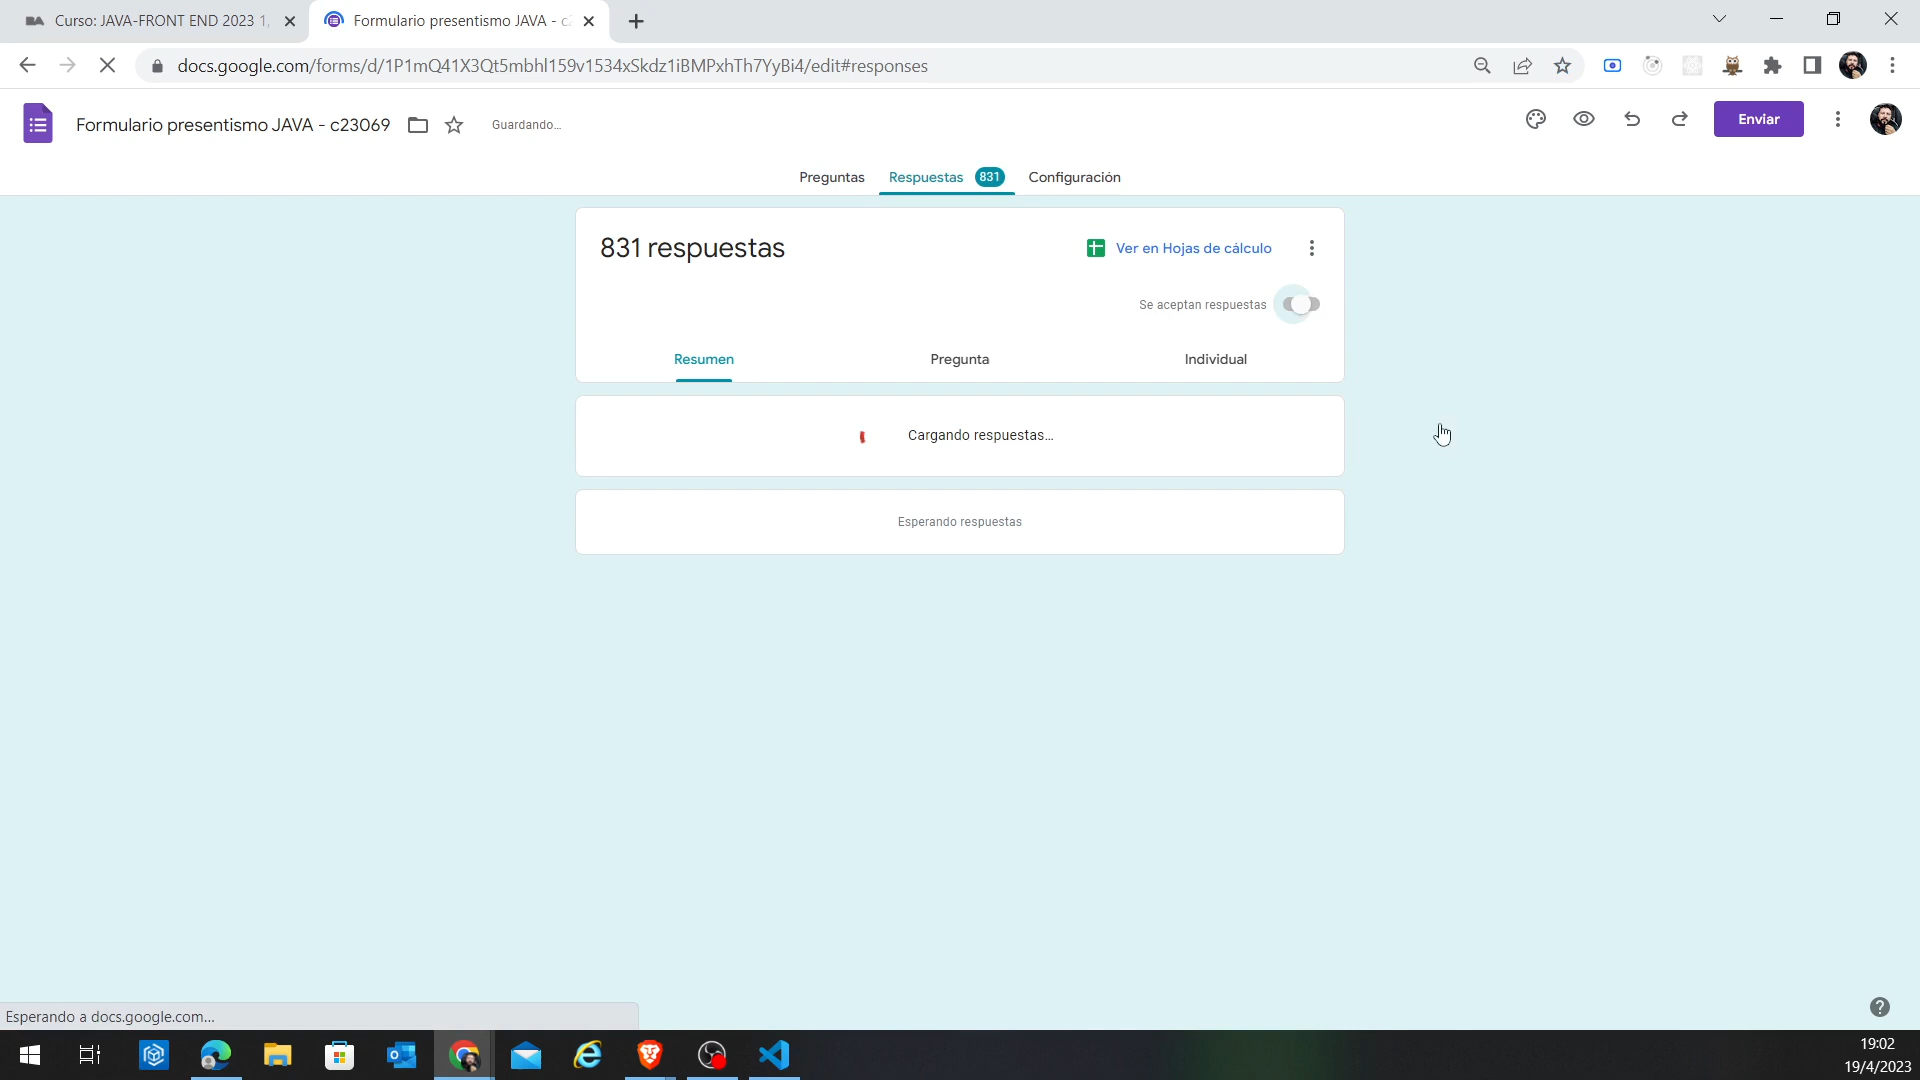 Curso: JAVA-FRONT END 2023 1,
Formulario presentismo JAVA - c2
docs.google.com/forms/d/1P1mQ41X3Qt5mbhl159v1534xSkdz1iBMPxhTh7YyBi4/edit#responses
Formulario presentismo JAVA - c23069
Guardando...
Enviar
Preguntas
Respuestas 831
Configuración
831 respuestas
Ver en Hojas de cálculo
Se aceptan respuestas
Resumen
Pregunta
Individual
Cargando respuestas...
Esperando respuestas
Esperando a docs.google.com...
19:02
19/4/2023